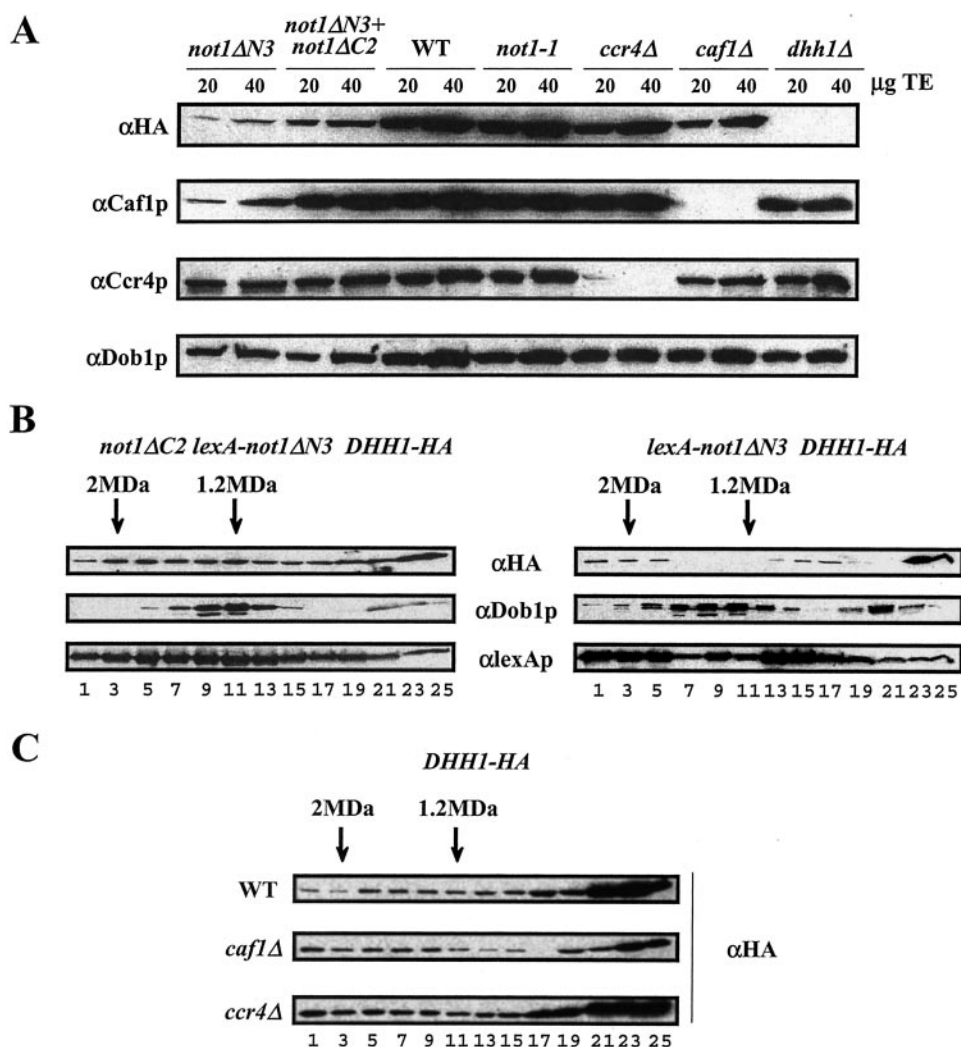 A
not1ΔN3 not1ΔN3+ not1ΔC2 WT not1-1 ccr4Δ caf1Δ dhh1Δ
20 40 20 40 20 40 20 40 20 40 20 40 20 40 μg TE
αHA
αCaf1p
αCcr4p
αDob1p
B
not1ΔC2 lexA-not1ΔN3 DHH1-HA lexA-not1ΔN3 DHH1-HA
2MDa 1.2MDa 2MDa 1.2MDa
αHA
αDob1p
αlexAp
1 3 5 7 9 11 13 15 17 19 21 23 25 1 3 5 7 9 11 13 15 17 19 21 23 25
C
DHH1-HA
2MDa 1.2MDa
WT
caf1Δ αHA
ccr4Δ
1 3 5 7 9 11 13 15 17 19 21 23 25